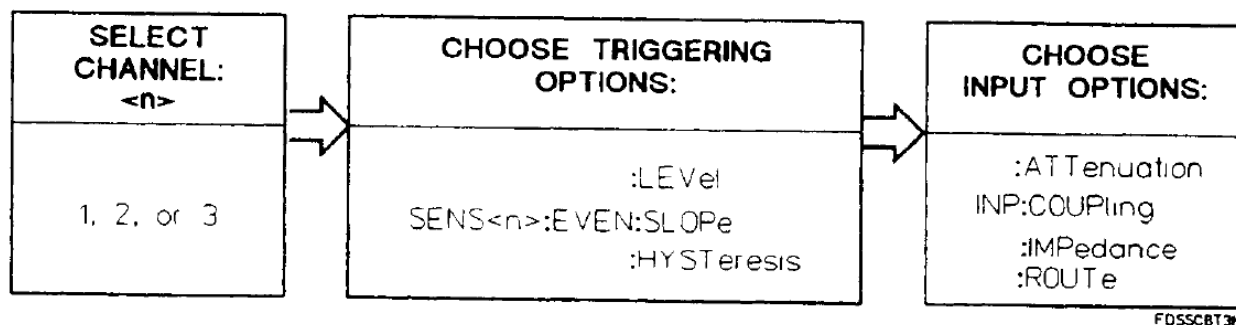 SELECT
CHANNEL:
<n>
1, 2, or 3
CHOOSE TRIGGERING
OPTIONS:
:LEVel
SENS<n>:EVEN:SLOPe
:HYSTeresis
CHOOSE
INPUT OPTIONS:
:ATTenuation
INP:COUPling
:IMPedance
:ROUTe